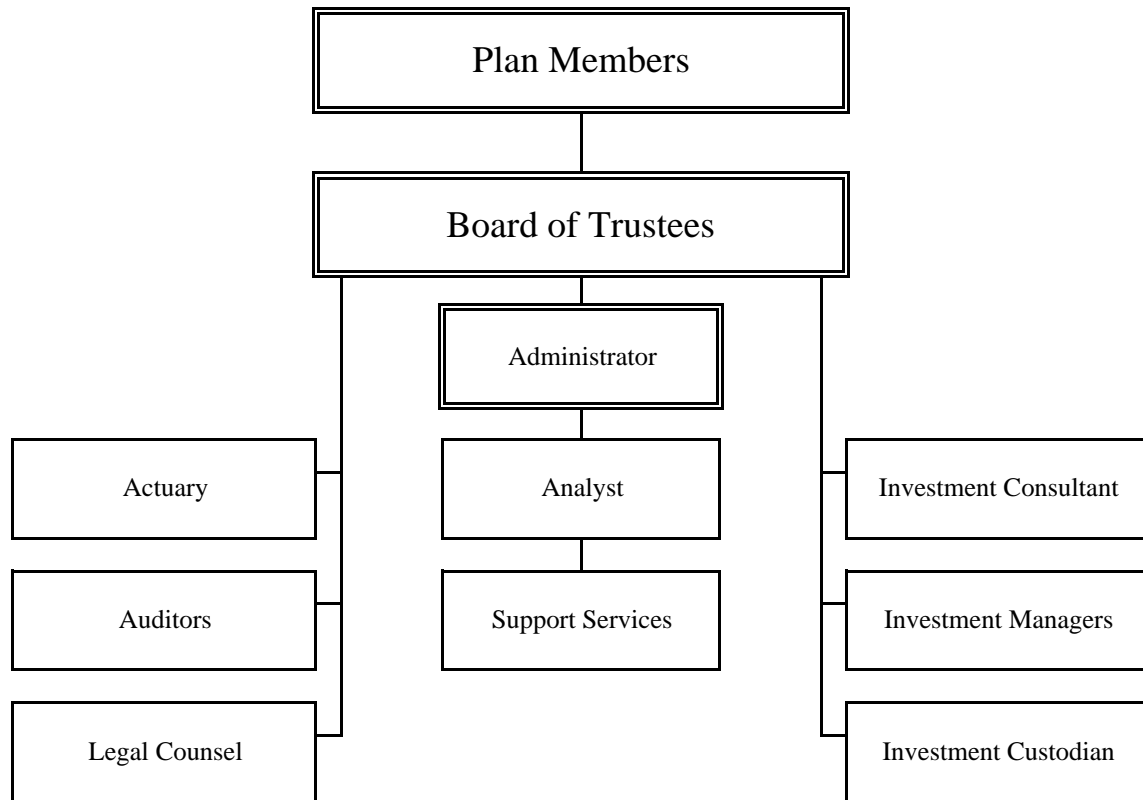 Plan Members
Board of Trustees
Administrator
Actuary
Analyst
Investment Consultant
Auditors
Support Services
Investment Managers
Legal Counsel
Investment Custodian